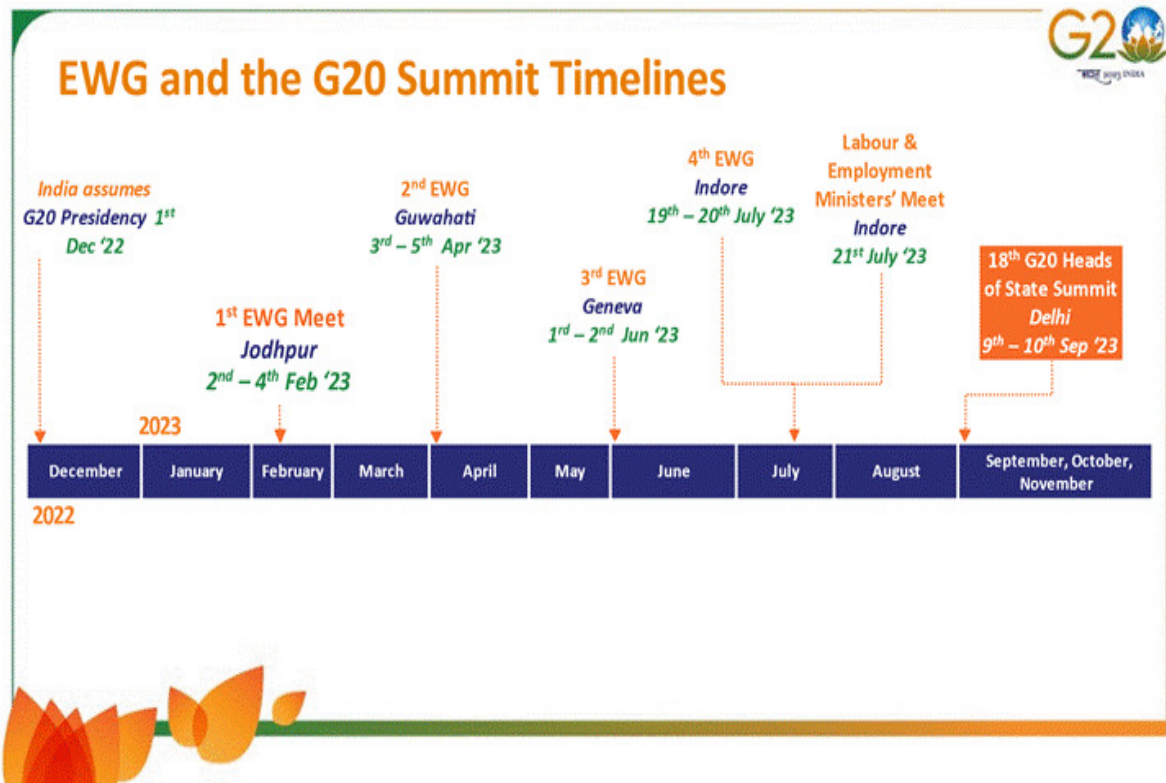 G20
भारत 2023 INDIA
EWG and the G20 Summit Timelines
India assumes
G20 Presidency 1st
Dec ‘22
1st EWG Meet
Jodhpur
2nd – 4th Feb ‘23
2nd EWG
Guwahati
3rd – 5th Apr ‘23
3rd EWG
Geneva
1rd – 2nd Jun ‘23
4th EWG
Indore
19th – 20th July ‘23
Labour &
Employment
Ministers’ Meet
Indore
21st July ‘23
18th G20 Heads
of State Summit
Delhi
9th – 10th Sep ‘23
2023
December January February March April May June July August September, October,
November
2022